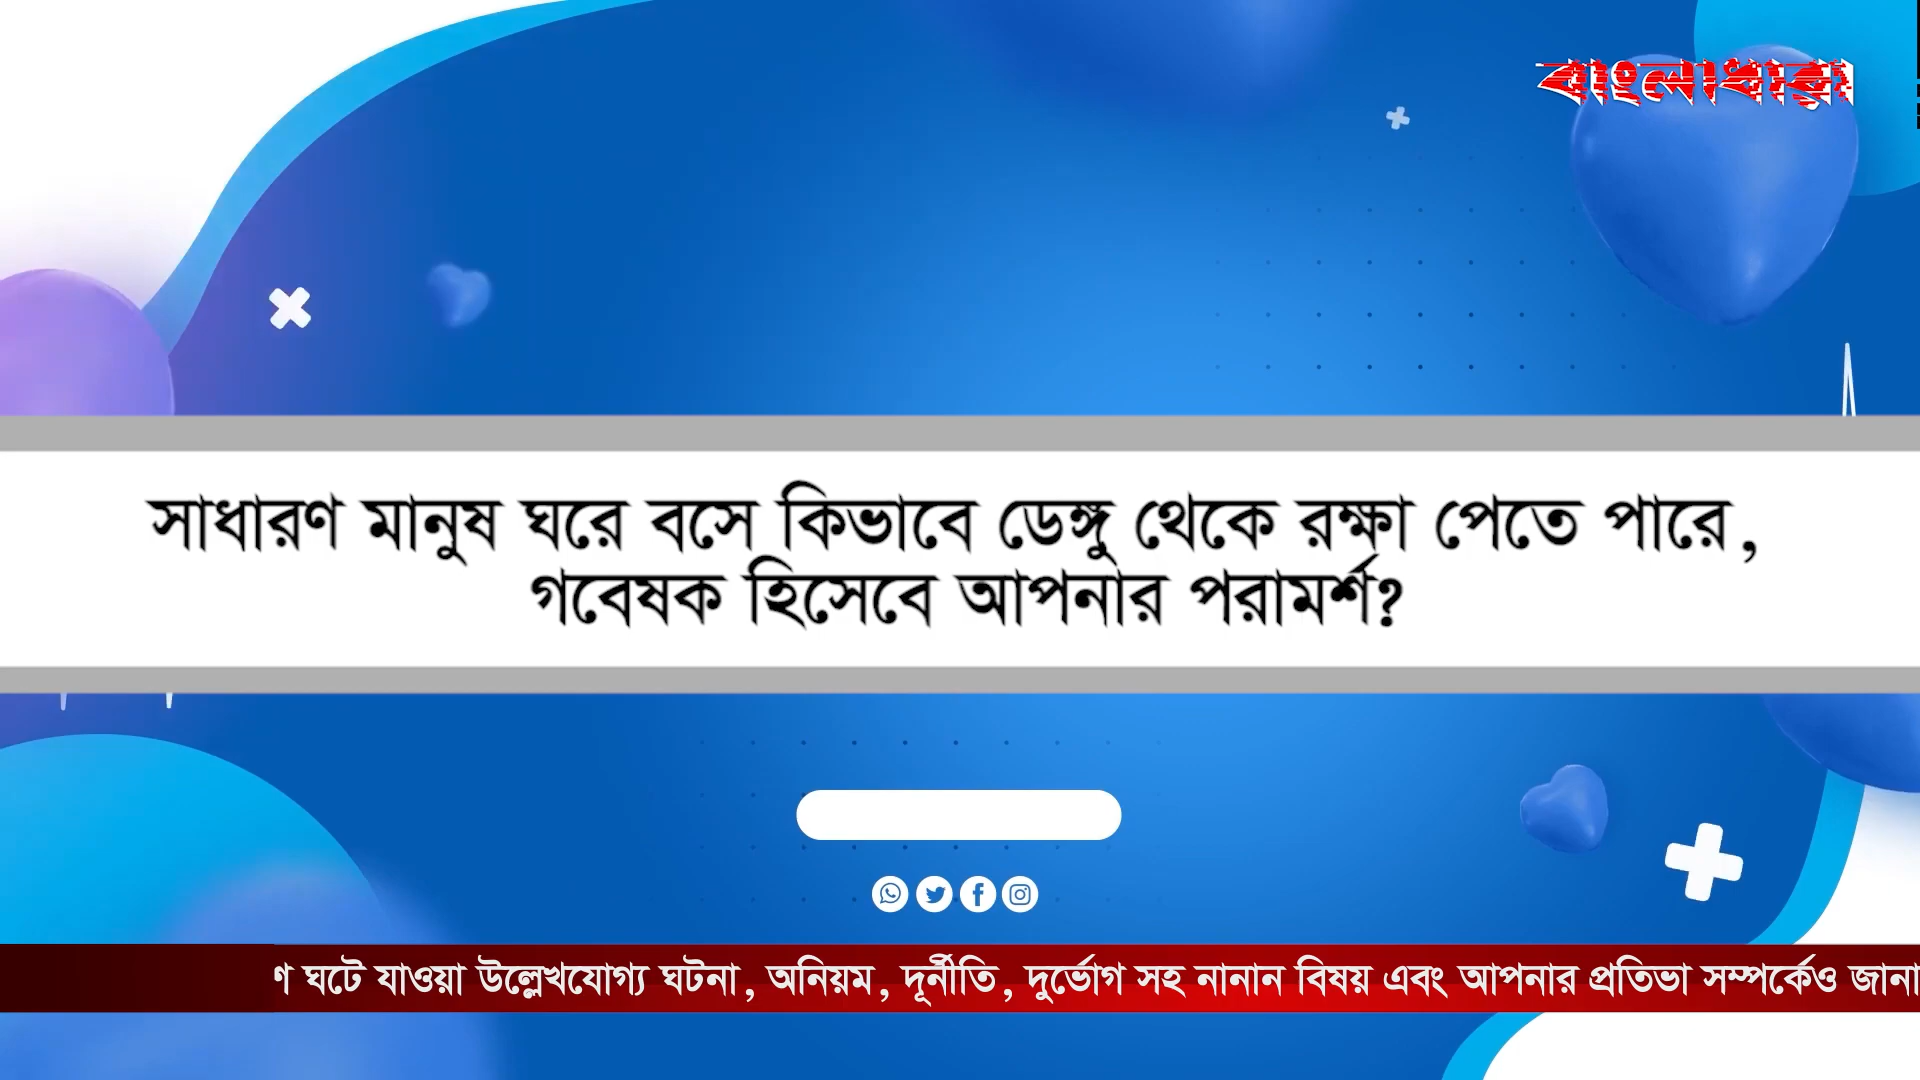 বাংলাধারা
সাধারণ মানুষ ঘরে বসে কিভাবে ডেঙ্গু থেকে রক্ষা পেতে পারে,
গবেষক হিসেবে আপনার পরামর্শ?
ঘটে যাওয়া উল্লেখযোগ্য ঘটনা, অনিয়ম, দূর্নীতি, দুর্ভোগ সহ নানান বিষয় এবং আপনার প্রতিভা সম্পর্কেও জানা